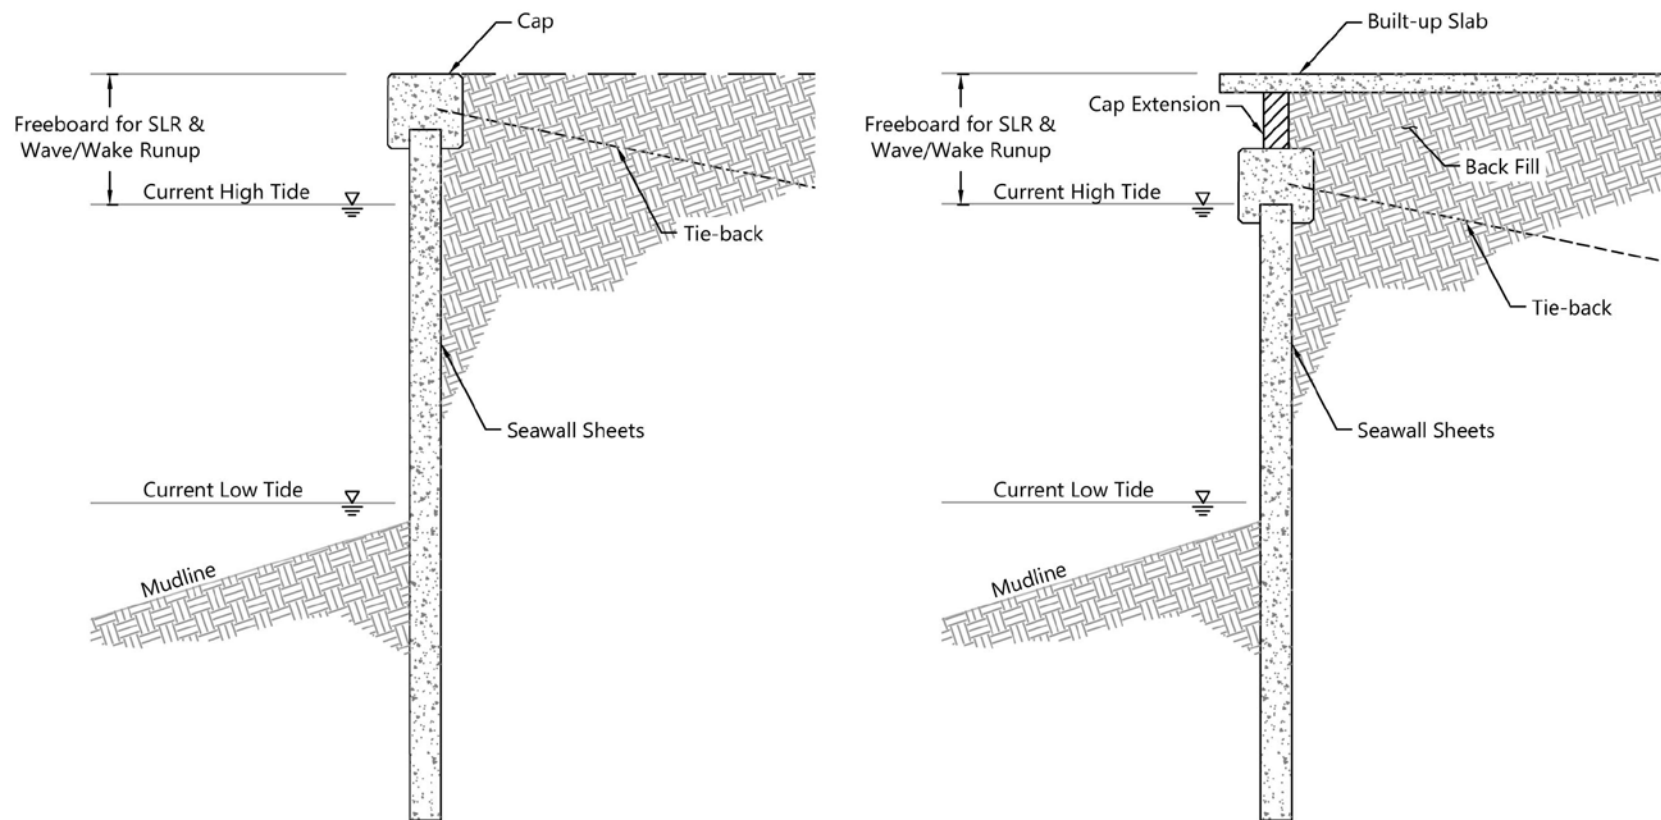 Cap
Freeboard for SLR &
Wave/Wake Runup
Current High Tide
Tie-back
Seawall Sheets
Current Low Tide
Mudline
Built-up Slab
Cap Extension
Freeboard for SLR &
Wave/Wake Runup
Back Fill
Current High Tide
Tie-back
Seawall Sheets
Current Low Tide
Mudline